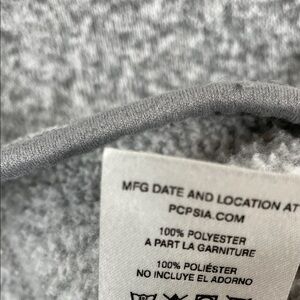 MFG DATE AND LOCATION AT
PCPSIA.COM
100% POLYESTER
A PART LA GARNITURE
100% POLIÉSTER
NO INCLUYE EL ADORNO